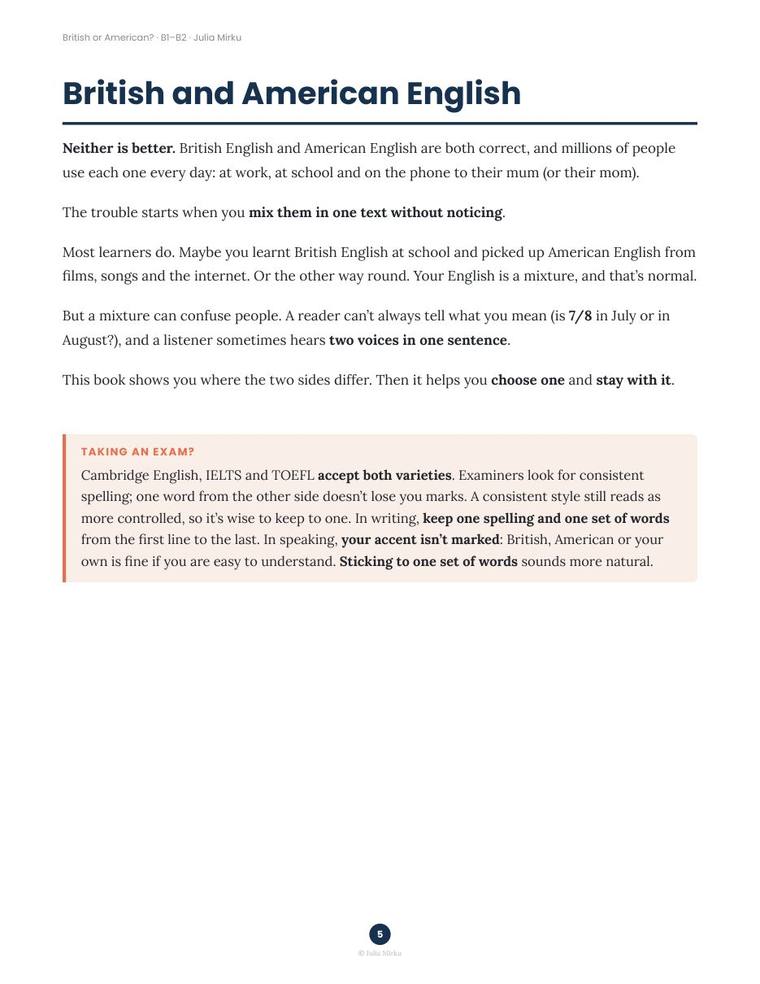 British or American? · B1–B2 · Julia Mirku
British and American English
Neither is better. British English and American English are both correct, and millions of people
use each one every day: at work, at school and on the phone to their mum (or their mom).
The trouble starts when you mix them in one text without noticing.
Most learners do. Maybe you learnt British English at school and picked up American English from
films, songs and the internet. Or the other way round. Your English is a mixture, and that’s normal.
But a mixture can confuse people. A reader can’t always tell what you mean (is 7/8 in July or in
August?), and a listener sometimes hears two voices in one sentence.
This book shows you where the two sides differ. Then it helps you choose one and stay with it.
TAKING AN EXAM?
Cambridge English, IELTS and TOEFL accept both varieties. Examiners look for consistent
spelling; one word from the other side doesn’t lose you marks. A consistent style still reads as
more controlled, so it’s wise to keep to one. In writing, keep one spelling and one set of words
from the first line to the last. In speaking, your accent isn’t marked: British, American or your
own is fine if you are easy to understand. Sticking to one set of words sounds more natural.
5
© Julia Mirku